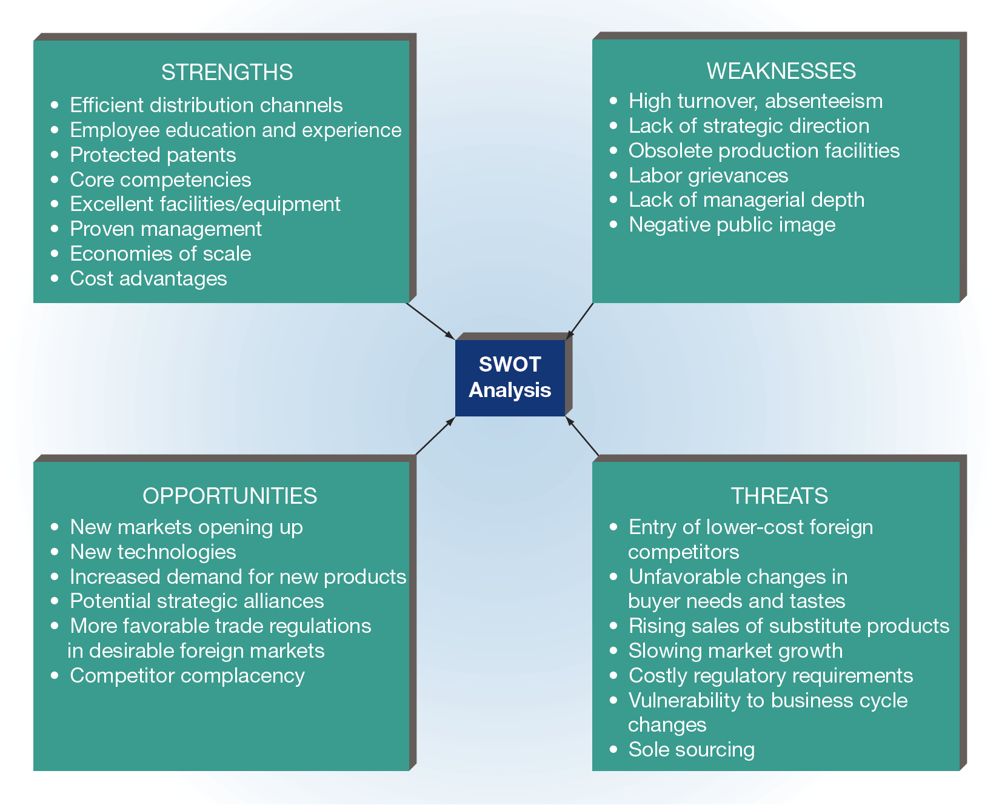 STRENGTHS
• Efficient distribution channels
• Employee education and experience
• Protected patents
• Core competencies
• Excellent facilities/equipment
• Proven management
• Economies of scale
• Cost advantages
WEAKNESSES
• High turnover, absenteeism
• Lack of strategic direction
• Obsolete production facilities
• Labor grievances
• Lack of managerial depth
• Negative public image
SWOT
Analysis
OPPORTUNITIES
• New markets opening up
• New technologies
• Increased demand for new products
• Potential strategic alliances
• More favorable trade regulations
in desirable foreign markets
• Competitor complacency
THREATS
• Entry of lower-cost foreign
competitors
• Unfavorable changes in
buyer needs and tastes
• Rising sales of substitute products
• Slowing market growth
• Costly regulatory requirements
• Vulnerability to business cycle
changes
• Sole sourcing